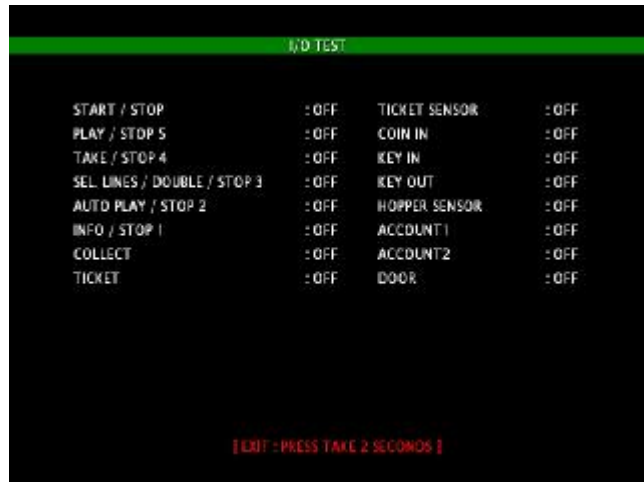 I/O TEST
START / STOP : OFF TICKET SENSOR : OFF
PLAY / STOP 5 : OFF COIN IN : OFF
TAKE / STOP 4 : OFF KEY IN : OFF
SEL. LINES / DOUBLE / STOP 3 : OFF KEY OUT : OFF
AUTO PLAY / STOP 2 : OFF HOPPER SENSOR : OFF
INFO / STOP 1 : OFF ACCOUNT1 : OFF
COLLECT : OFF ACCOUNT2 : OFF
TICKET : OFF DOOR : OFF
[ EXIT : PRESS TAKE 2 SECONDS ]